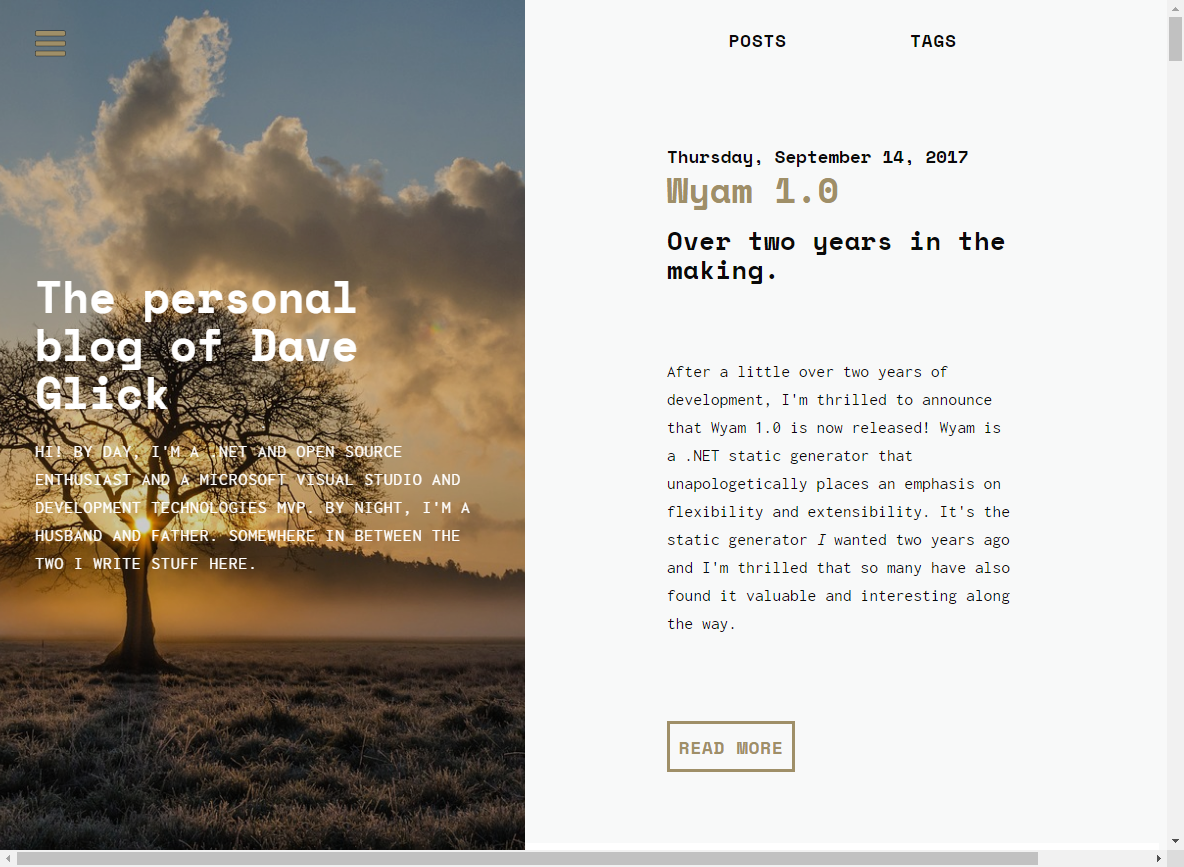 The personal
blog of Dave
Glick
HI! BY DAY, I'M A .NET AND OPEN SOURCE
ENTHUSIAST AND A MICROSOFT VISUAL STUDIO AND
DEVELOPMENT TECHNOLOGIES MVP. BY NIGHT, I'M A
HUSBAND AND FATHER. SOMEWHERE IN BETWEEN THE
TWO I WRITE STUFF HERE.
POSTS TAGS
Thursday, September 14, 2017
Wyam 1.0
Over two years in the
making.
After a little over two years of
development, I'm thrilled to announce
that Wyam 1.0 is now released! Wyam is
a .NET static generator that
unapologetically places an emphasis on
flexibility and extensibility. It's the
static generator I wanted two years ago
and I'm thrilled that so many have also
found it valuable and interesting along
the way.
READ MORE